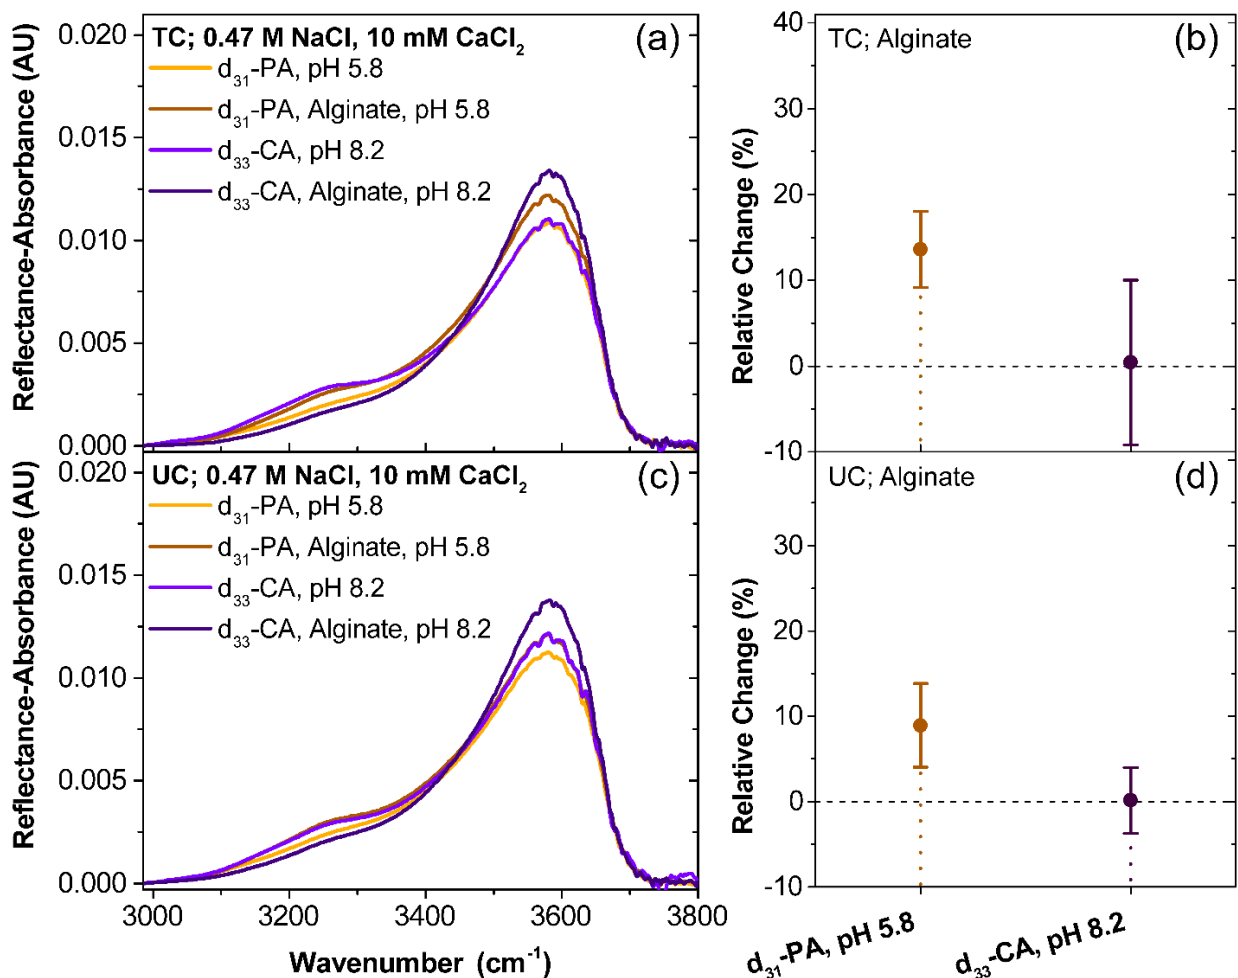 TC; 0.47 M NaCl, 10 mM CaCl₂
(a)
d₃₁-PA, pH 5.8
d₃₁-PA, Alginate, pH 5.8
d₃₃-CA, pH 8.2
d₃₃-CA, Alginate, pH 8.2
Reflectance-Absorbance (AU)
0.020
0.015
0.010
0.005
0.000
TC; Alginate
(b)
Relative Change (%)
40
30
20
10
0
-10
UC; 0.47 M NaCl, 10 mM CaCl₂
(c)
d₃₁-PA, pH 5.8
d₃₁-PA, Alginate, pH 5.8
d₃₃-CA, pH 8.2
d₃₃-CA, Alginate, pH 8.2
Reflectance-Absorbance (AU)
0.020
0.015
0.010
0.005
0.000
3000 3200 3400 3600 3800
Wavenumber (cm⁻¹)
UC; Alginate
(d)
Relative Change (%)
30
20
10
0
-10
d₃₁-PA, pH 5.8
d₃₃-CA, pH 8.2